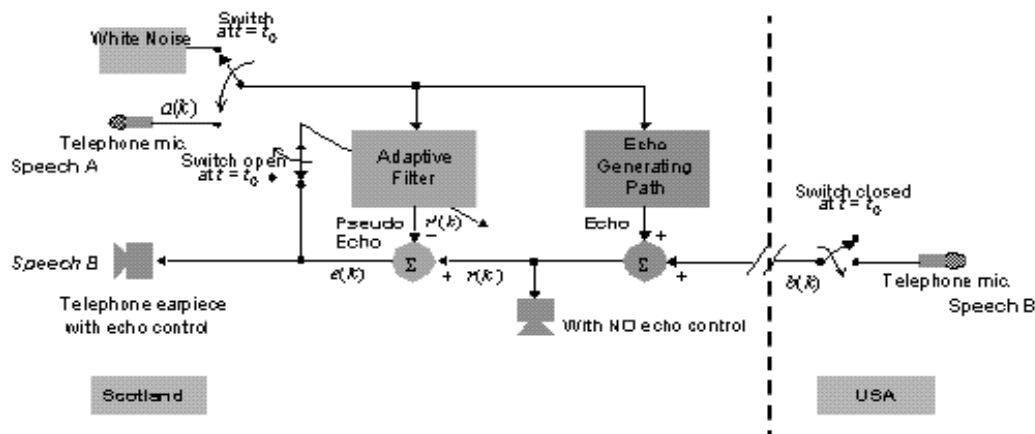 Switch
at t = t₀
White Noise
a(k)
Telephone mic.
Speech A
Switch open
at t = t₀
Adaptive
Filter
Echo
Generating
Path
Switch closed
at t = t₀
Pseudo
Echo
r'(k)
−
Echo
+
Speech B
e(k)
Σ
+
r(k)
Σ
+
s(k)
Telephone mic.
Speech B
Telephone earpiece
with echo control
With NO echo control
Scotland
USA